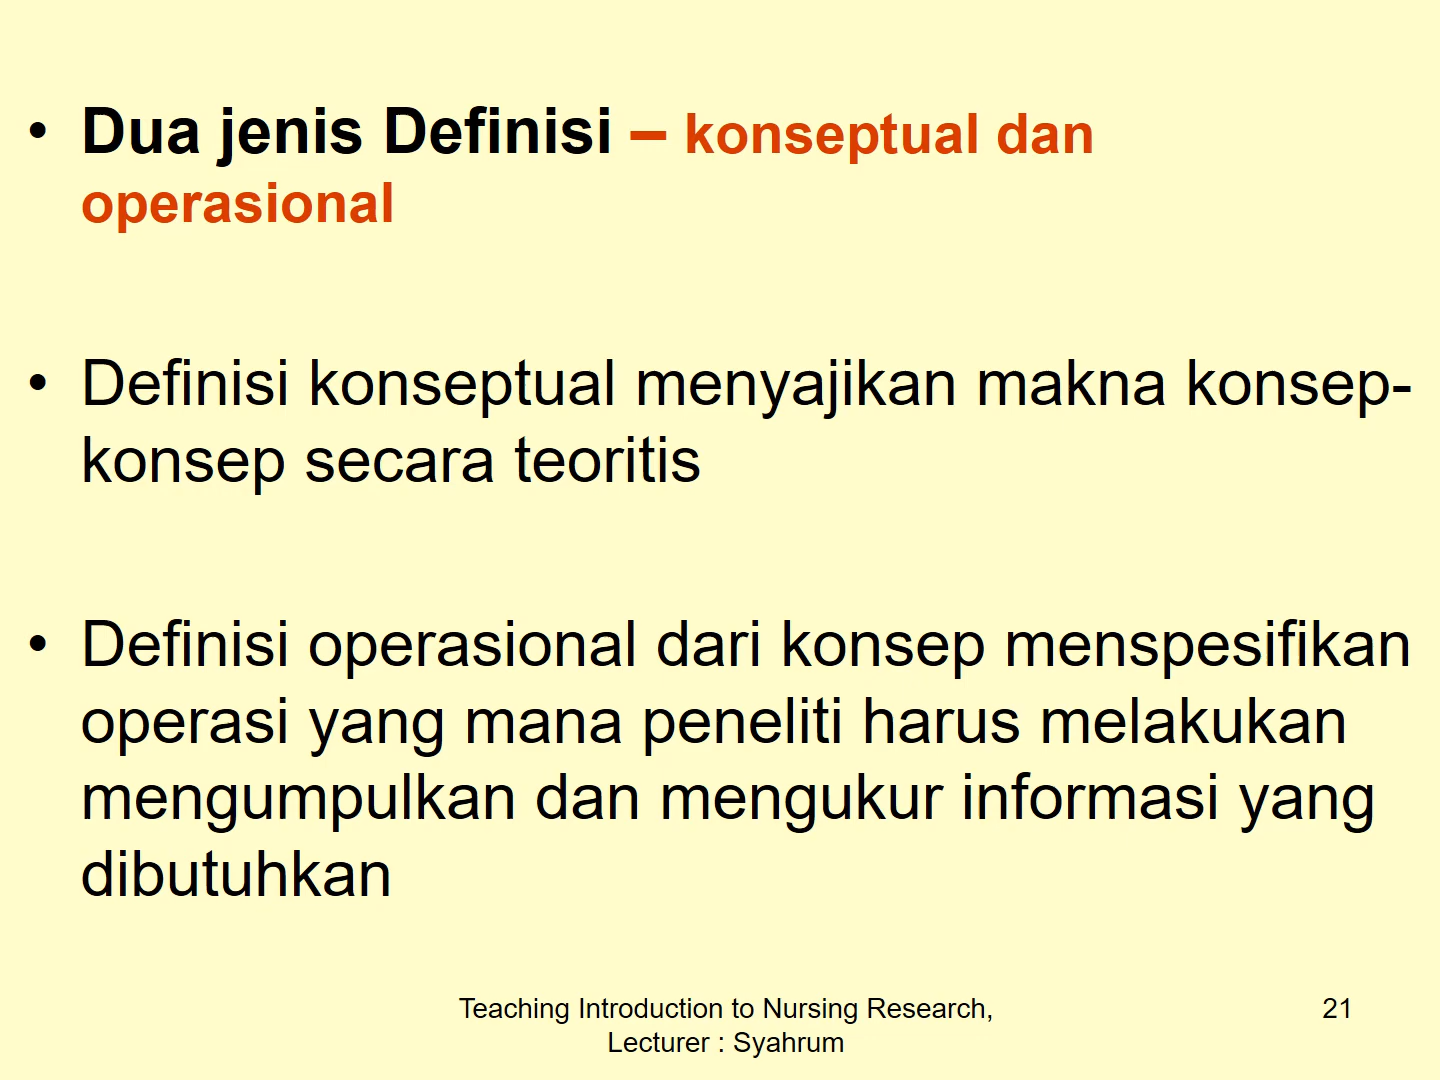 • Dua jenis Definisi – konseptual dan
operasional
• Definisi konseptual menyajikan makna konsep-
konsep secara teoritis
• Definisi operasional dari konsep menspesifikan
operasi yang mana peneliti harus melakukan
mengumpulkan dan mengukur informasi yang
dibutuhkan
Teaching Introduction to Nursing Research,
Lecturer : Syahrum
21